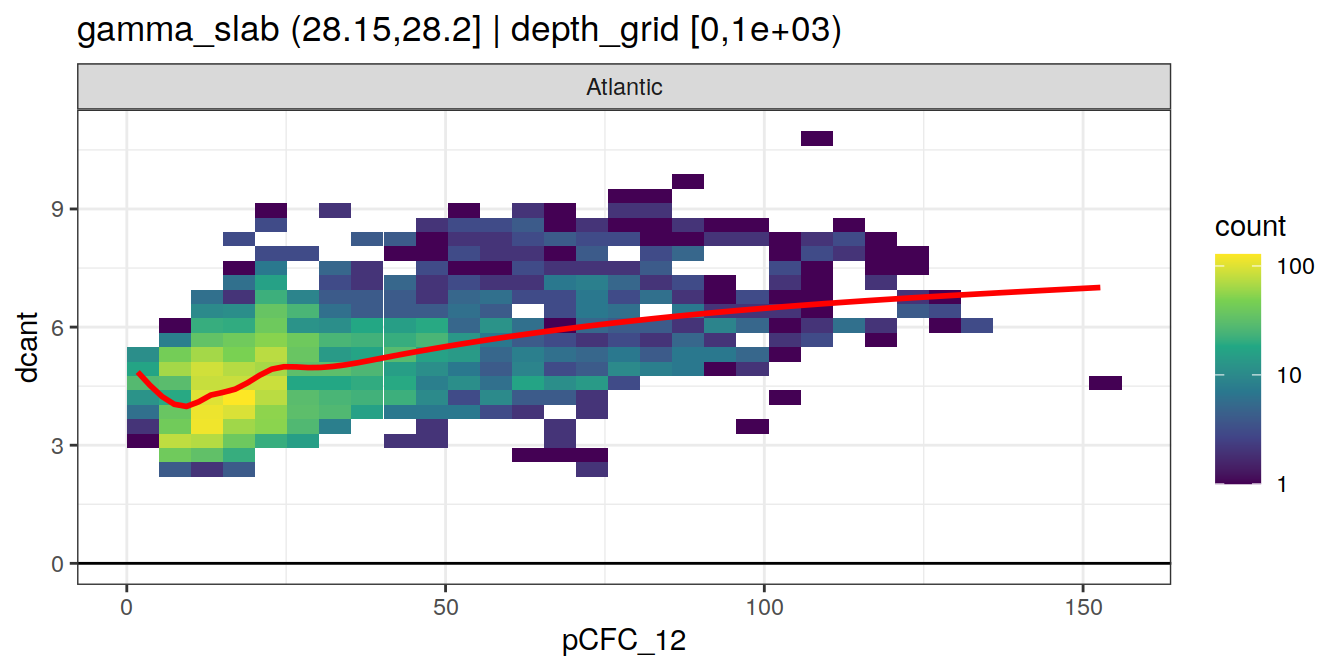 gamma_slab (28.15,28.2] | depth_grid [0,1e+03)
Atlantic
dcant
9
6
3
0
0 50 100 150
pCFC_12
count
100
10
1